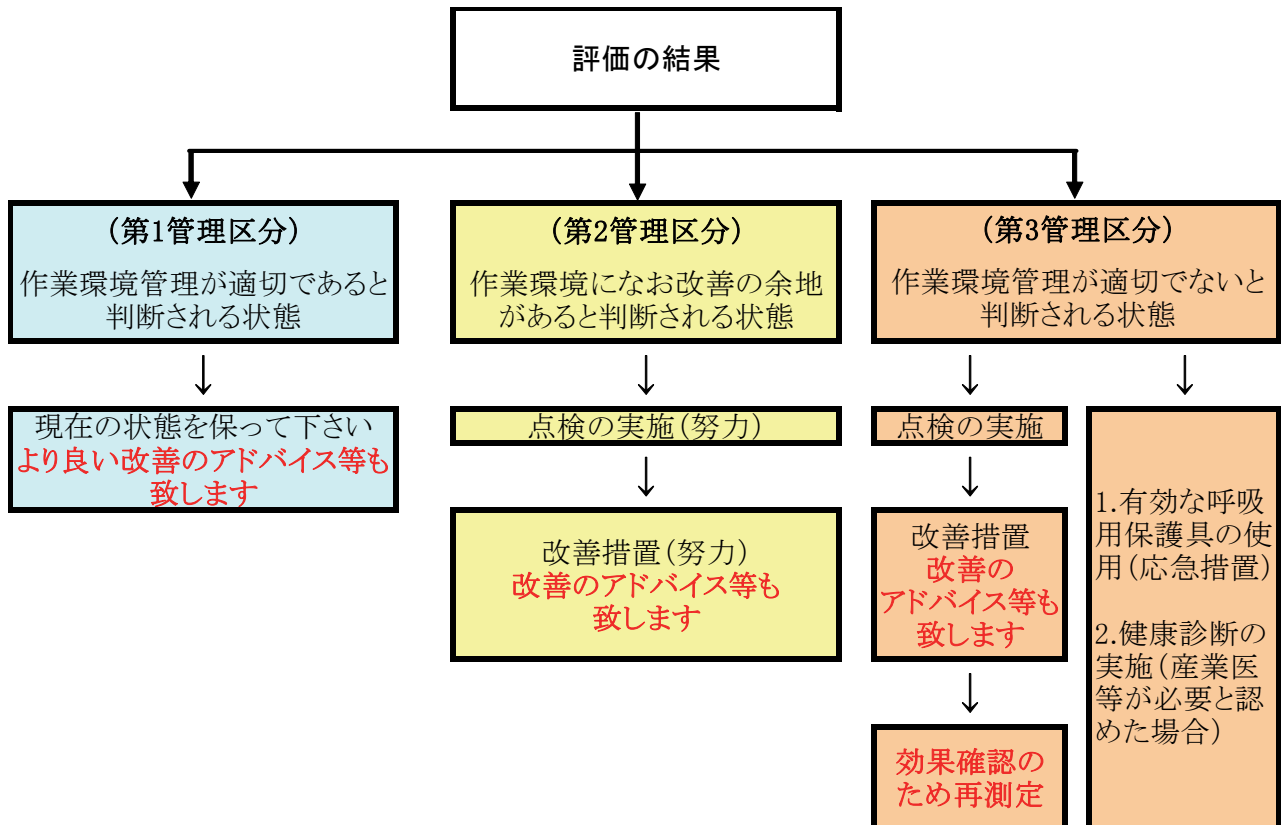 評価の結果
(第1管理区分)
作業環境管理が適切であると
判断される状態
↓
現在の状態を保って下さい
より良い改善のアドバイス等も
致します
(第2管理区分)
作業環境になお改善の余地
があると判断される状態
↓
点検の実施(努力)
↓
改善措置(努力)
改善のアドバイス等も
致します
(第3管理区分)
作業環境管理が適切でないと
判断される状態
↓
点検の実施
↓
改善措置
改善の
アドバイス等も
致します
↓
効果確認の
ため再測定
↓
1.有効な呼吸
用保護具の使
用(応急措置)
2.健康診断の
実施(産業医
等が必要と認
めた場合)